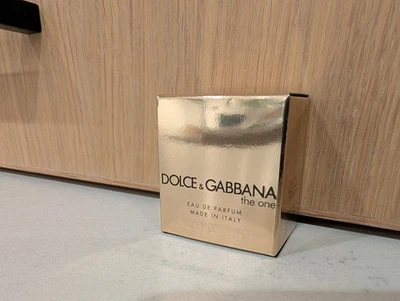 DOLCE & GABBANA
the one
EAU DE PARFUM
MADE IN ITALY